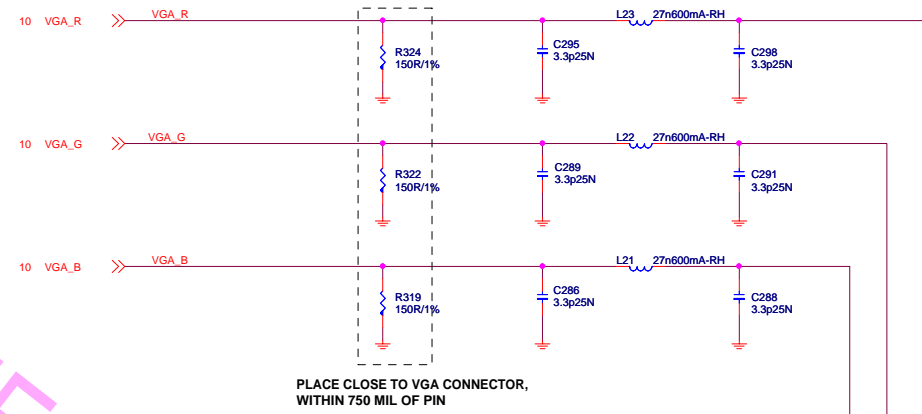 10 VGA_R VGA_R L23 27n600mA-RH
R324
150R/1%
C295
3.3p25N
C298
3.3p25N
10 VGA_G VGA_G L22 27n600mA-RH
R322
150R/1%
C289
3.3p25N
C291
3.3p25N
10 VGA_B VGA_B L21 27n600mA-RH
R319
150R/1%
C286
3.3p25N
C288
3.3p25N
PLACE CLOSE TO VGA CONNECTOR,
WITHIN 750 MIL OF PIN